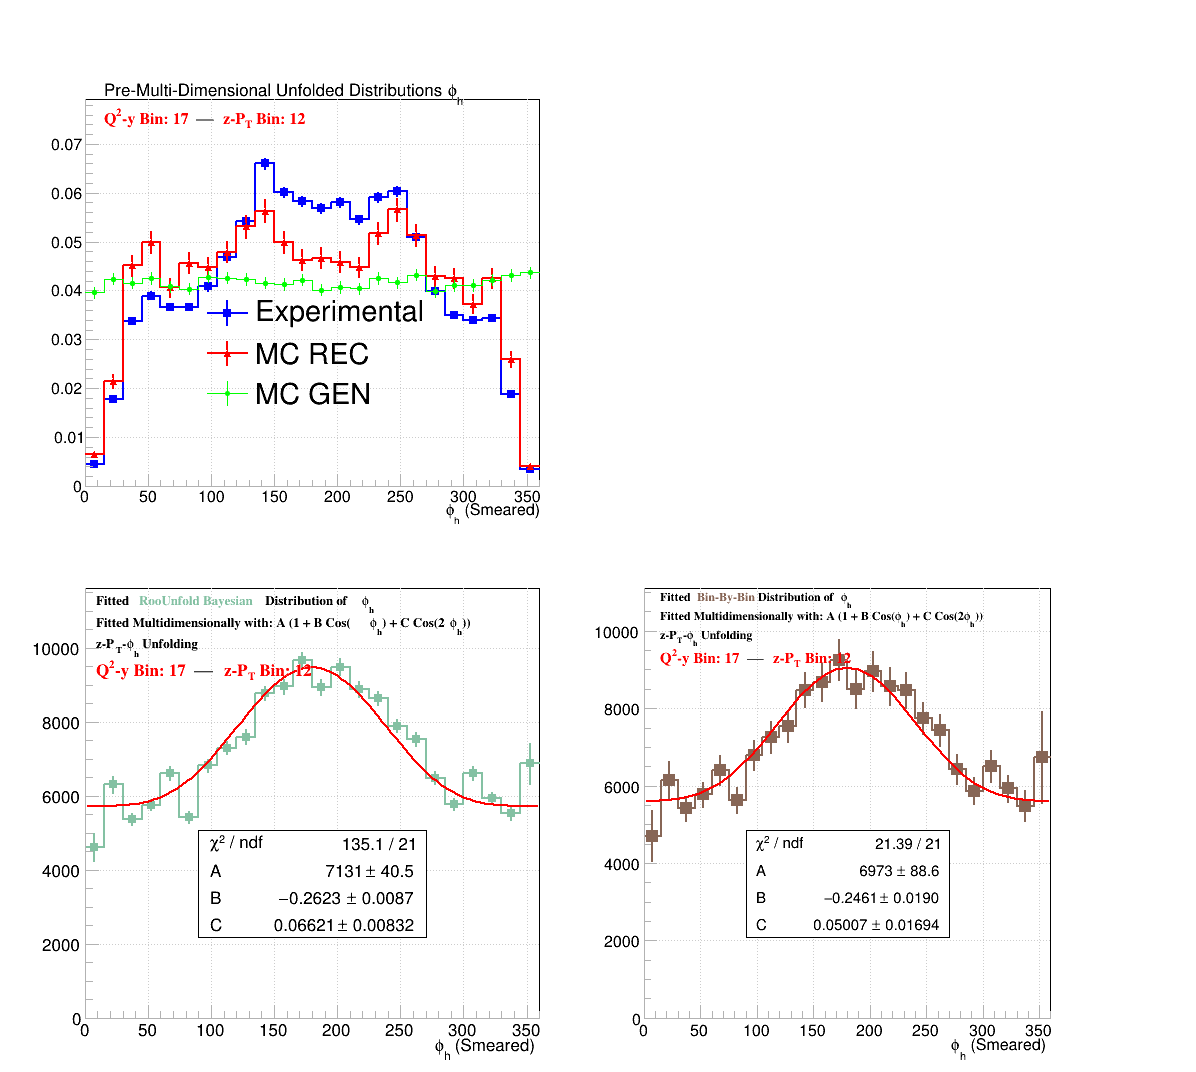 Pre-Multi-Dimensional Unfolded Distributions ϕh
Q²-y Bin: 17 — z-PT Bin: 12
0.07
0.06
0.05
0.04
0.03
0.02
0.01
0
Experimental
MC REC
MC GEN
0 50 100 150 200 250 300 350
ϕh (Smeared)
Fitted RooUnfold Bayesian Distribution of ϕh
Fitted Multidimensionally with: A (1 + B Cos( ϕh) + C Cos(2 ϕh))
z-PT-ϕh Unfolding
Q²-y Bin: 17 — z-PT Bin: 12
10000
8000
6000
4000
2000
0
χ² / ndf 135.1 / 21
A 7131 ± 40.5
B −0.2623 ± 0.0087
C 0.06621 ± 0.00832
0 50 100 150 200 250 300 350
ϕh (Smeared)
Fitted Bin-By-Bin Distribution of ϕh
Fitted Multidimensionally with: A (1 + B Cos(ϕh) + C Cos(2ϕh))
z-PT-ϕh Unfolding
Q²-y Bin: 17 — z-PT Bin: 12
10000
8000
6000
4000
2000
0
χ² / ndf 21.39 / 21
A 6973 ± 88.6
B −0.2461 ± 0.0190
C 0.05007 ± 0.01694
0 50 100 150 200 250 300 350
ϕh (Smeared)